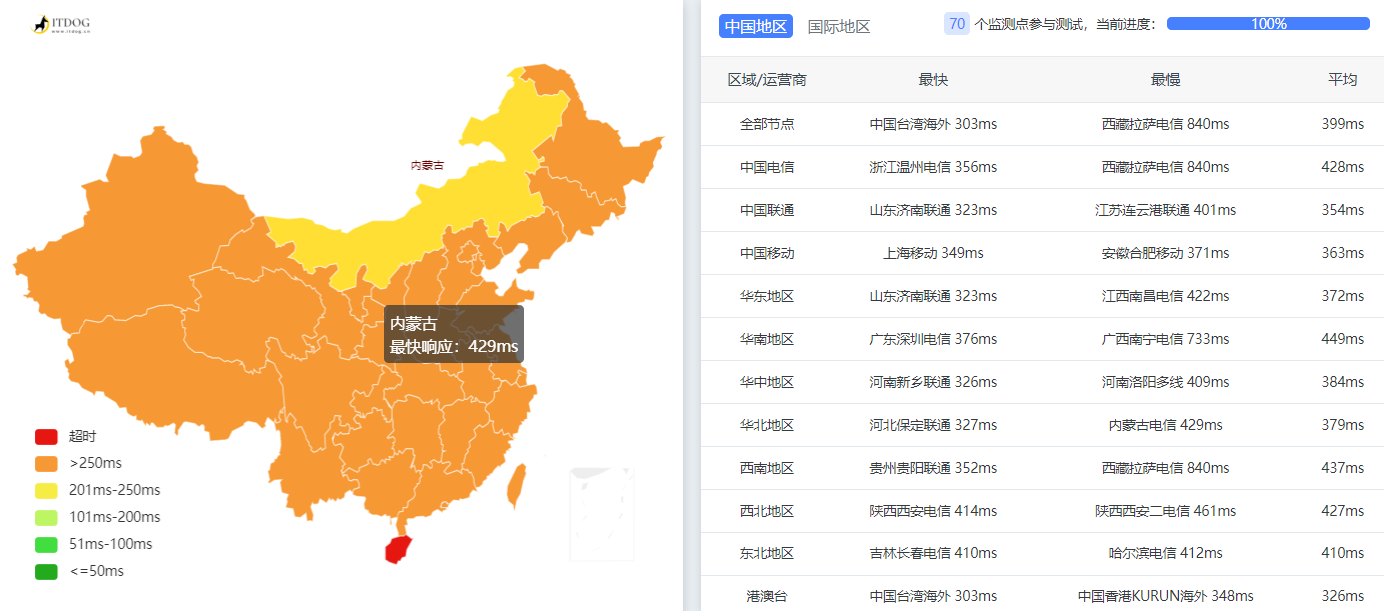 ITDOG
www.itdog.cn
内蒙古
内蒙古
最快响应：429ms
超时
>250ms
201ms-250ms
101ms-200ms
51ms-100ms
<=50ms
中国地区 国际地区 70 个监测点参与测试，当前进度： 100%
区域/运营商 最快 最慢 平均
全部节点 中国台湾海外 303ms 西藏拉萨电信 840ms 399ms
中国电信 浙江温州电信 356ms 西藏拉萨电信 840ms 428ms
中国联通 山东济南联通 323ms 江苏连云港联通 401ms 354ms
中国移动 上海移动 349ms 安徽合肥移动 371ms 363ms
华东地区 山东济南联通 323ms 江西南昌电信 422ms 372ms
华南地区 广东深圳电信 376ms 广西南宁电信 733ms 449ms
华中地区 河南新乡联通 326ms 河南洛阳多线 409ms 384ms
华北地区 河北保定联通 327ms 内蒙古电信 429ms 379ms
西南地区 贵州贵阳联通 352ms 西藏拉萨电信 840ms 437ms
西北地区 陕西西安电信 414ms 陕西西安二电信 461ms 427ms
东北地区 吉林长春电信 410ms 哈尔滨电信 412ms 410ms
港澳台 中国台湾海外 303ms 中国香港KURUN海外 348ms 326ms